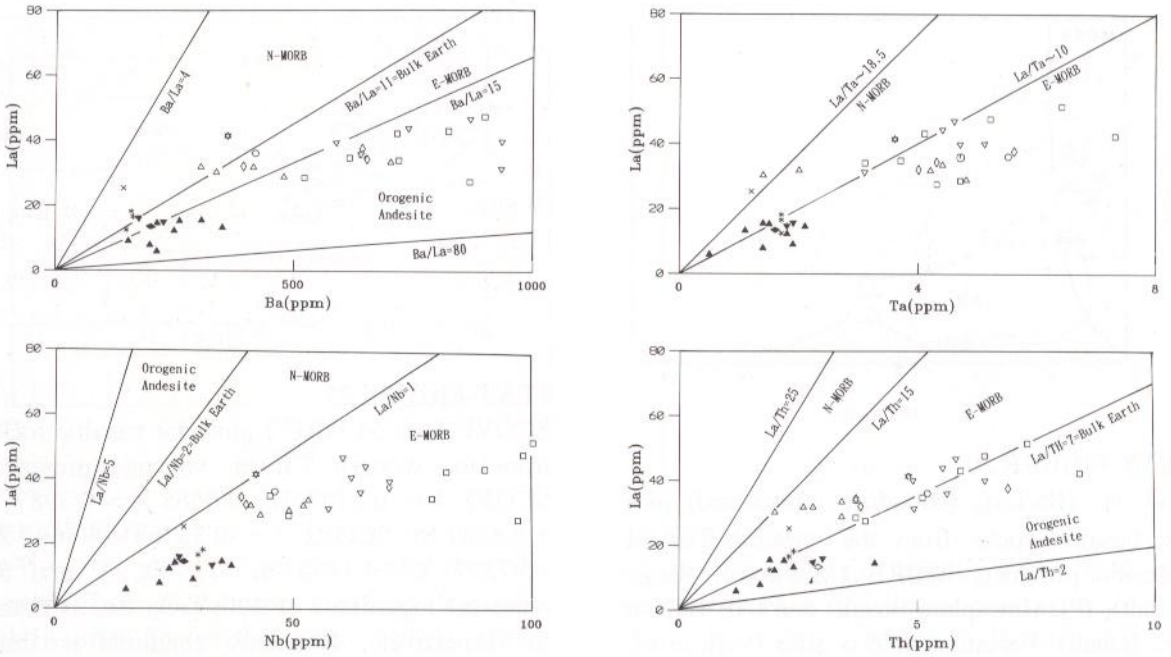 80
60
40
20
0
La(ppm)
Ba/La=4
N-MORB
Ba/La=11=Bulk Earth
E-MORB
Ba/La=15
Orogenic
Andesite
Ba/La=80
0
500
1000
Ba(ppm)
80
60
40
20
0
La(ppm)
La/Ta~18.5
N-MORB
La/Ta~10
E-MORB
0
4
8
Ta(ppm)
80
60
40
20
0
La(ppm)
La/Nb=5
Orogenic
Andesite
La/Nb=2=Bulk Earth
N-MORB
La/Nb=1
E-MORB
0
50
100
Nb(ppm)
80
60
40
20
0
La(ppm)
La/Th=25
N-MORB
La/Th=15
E-MORB
La/TH-7=Bulk Earth
Orogenic
Andesite
La/Th=2
0
5
10
Th(ppm)